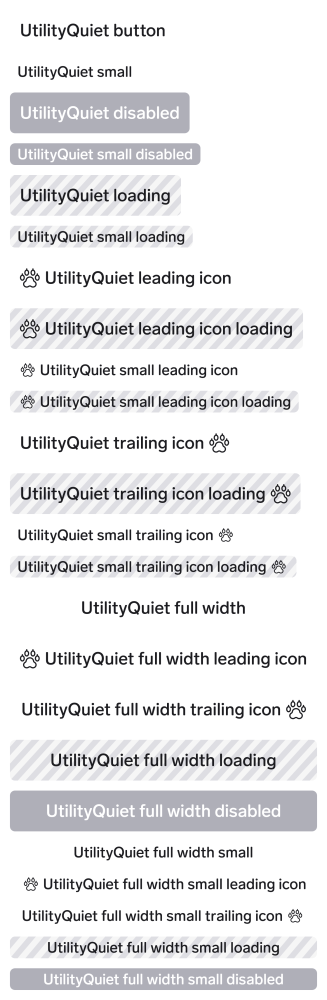 UtilityQuiet button
UtilityQuiet small
UtilityQuiet disabled
UtilityQuiet small disabled
UtilityQuiet loading
UtilityQuiet small loading
UtilityQuiet leading icon
UtilityQuiet leading icon loading
UtilityQuiet small leading icon
UtilityQuiet small leading icon loading
UtilityQuiet trailing icon
UtilityQuiet trailing icon loading
UtilityQuiet small trailing icon
UtilityQuiet small trailing icon loading
UtilityQuiet full width
UtilityQuiet full width leading icon
UtilityQuiet full width trailing icon
UtilityQuiet full width loading
UtilityQuiet full width disabled
UtilityQuiet full width small
UtilityQuiet full width small leading icon
UtilityQuiet full width small trailing icon
UtilityQuiet full width small loading
UtilityQuiet full width small disabled